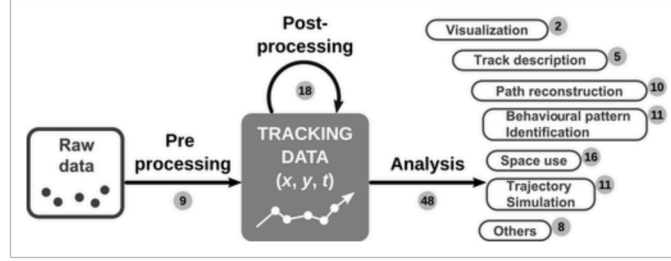 Post-
processing
18
Raw
data
Pre
processing
9
TRACKING
DATA
(x, y, t)
Analysis
48
Visualization 2
Track description 5
Path reconstruction 10
Behavioural pattern 11
Identification
Space use 16
Trajectory 11
Simulation
Others 8